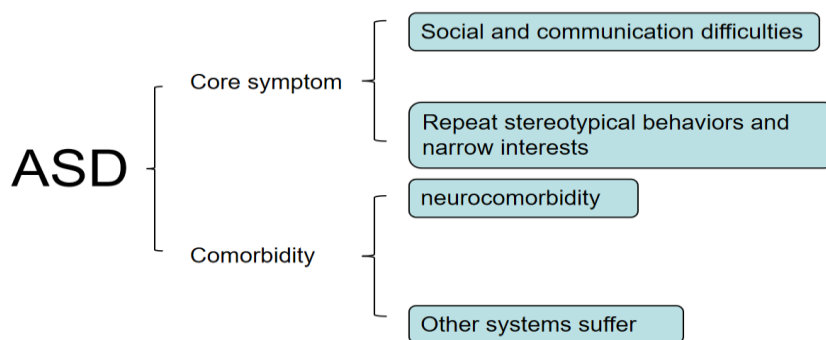 ASD
Core symptom
Social and communication difficulties
Repeat stereotypical behaviors and
narrow interests
Comorbidity
neurocomorbidity
Other systems suffer